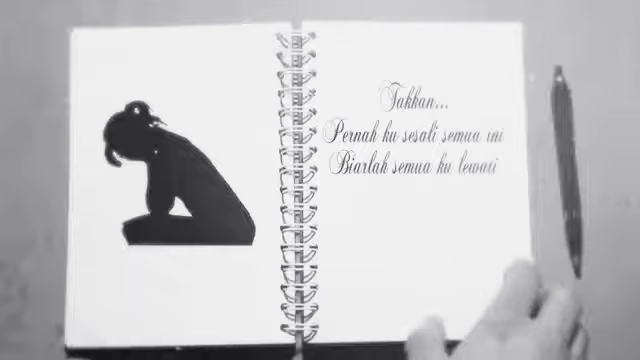 Takkan...
Pernah ku sesali semua ini
Biarlah semua ku lewati